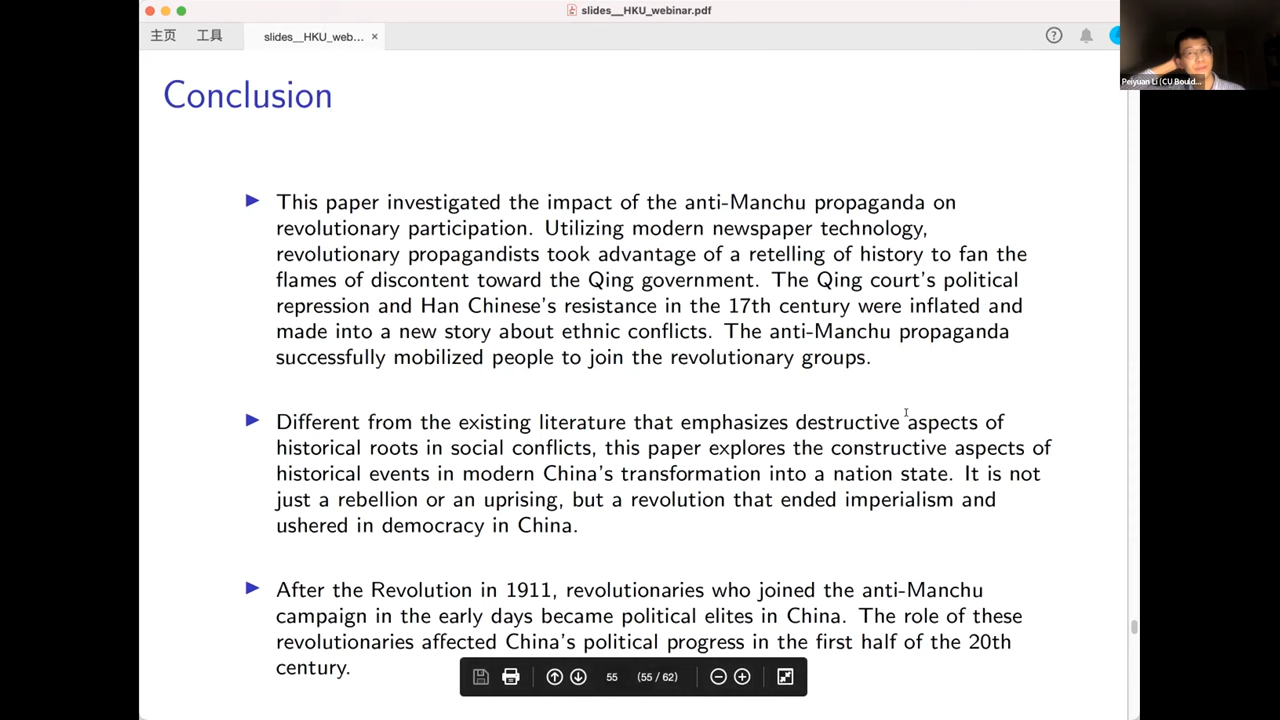 slides__HKU_webinar.pdf
主页 工具 slides__HKU_web... ×
Peiyuan Li (CU Bould...
Conclusion
This paper investigated the impact of the anti-Manchu propaganda on
revolutionary participation. Utilizing modern newspaper technology,
revolutionary propagandists took advantage of a retelling of history to fan the
flames of discontent toward the Qing government. The Qing court's political
repression and Han Chinese's resistance in the 17th century were inflated and
made into a new story about ethnic conflicts. The anti-Manchu propaganda
successfully mobilized people to join the revolutionary groups.
Different from the existing literature that emphasizes destructive aspects of
historical roots in social conflicts, this paper explores the constructive aspects of
historical events in modern China's transformation into a nation state. It is not
just a rebellion or an uprising, but a revolution that ended imperialism and
ushered in democracy in China.
After the Revolution in 1911, revolutionaries who joined the anti-Manchu
campaign in the early days became political elites in China. The role of these
revolutionaries affected China's political progress in the first half of the 20th
century.
55 (55 / 62)